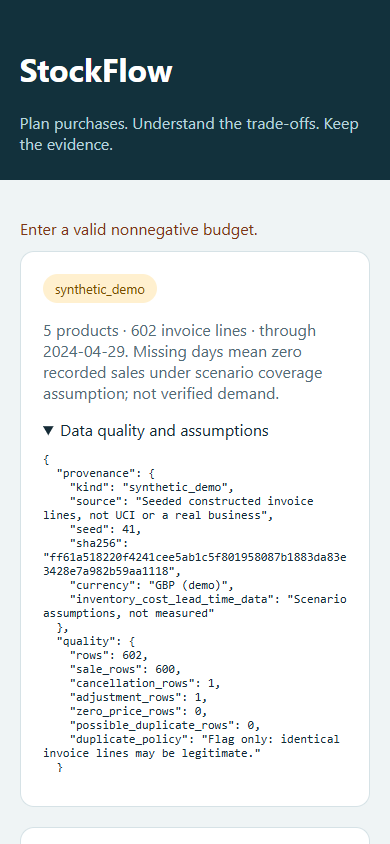 StockFlow
Plan purchases. Understand the trade-offs. Keep
the evidence.
Enter a valid nonnegative budget.
synthetic_demo
5 products · 602 invoice lines · through
2024-04-29. Missing days mean zero
recorded sales under scenario coverage
assumption; not verified demand.
▼ Data quality and assumptions
{
  "provenance": {
    "kind": "synthetic_demo",
    "source": "Seeded constructed invoice
lines, not UCI or a real business",
    "seed": 41,
    "sha256":
"ff61a518220f4241cee5ab1c5f801958087b1883da83e
3428e7a982b59aa1118",
    "currency": "GBP (demo)",
    "inventory_cost_lead_time_data": "Scenario
assumptions, not measured"
  },
  "quality": {
    "rows": 602,
    "sale_rows": 600,
    "cancellation_rows": 1,
    "adjustment_rows": 1,
    "zero_price_rows": 0,
    "possible_duplicate_rows": 0,
    "duplicate_policy": "Flag only: identical
invoice lines may be legitimate."
  }